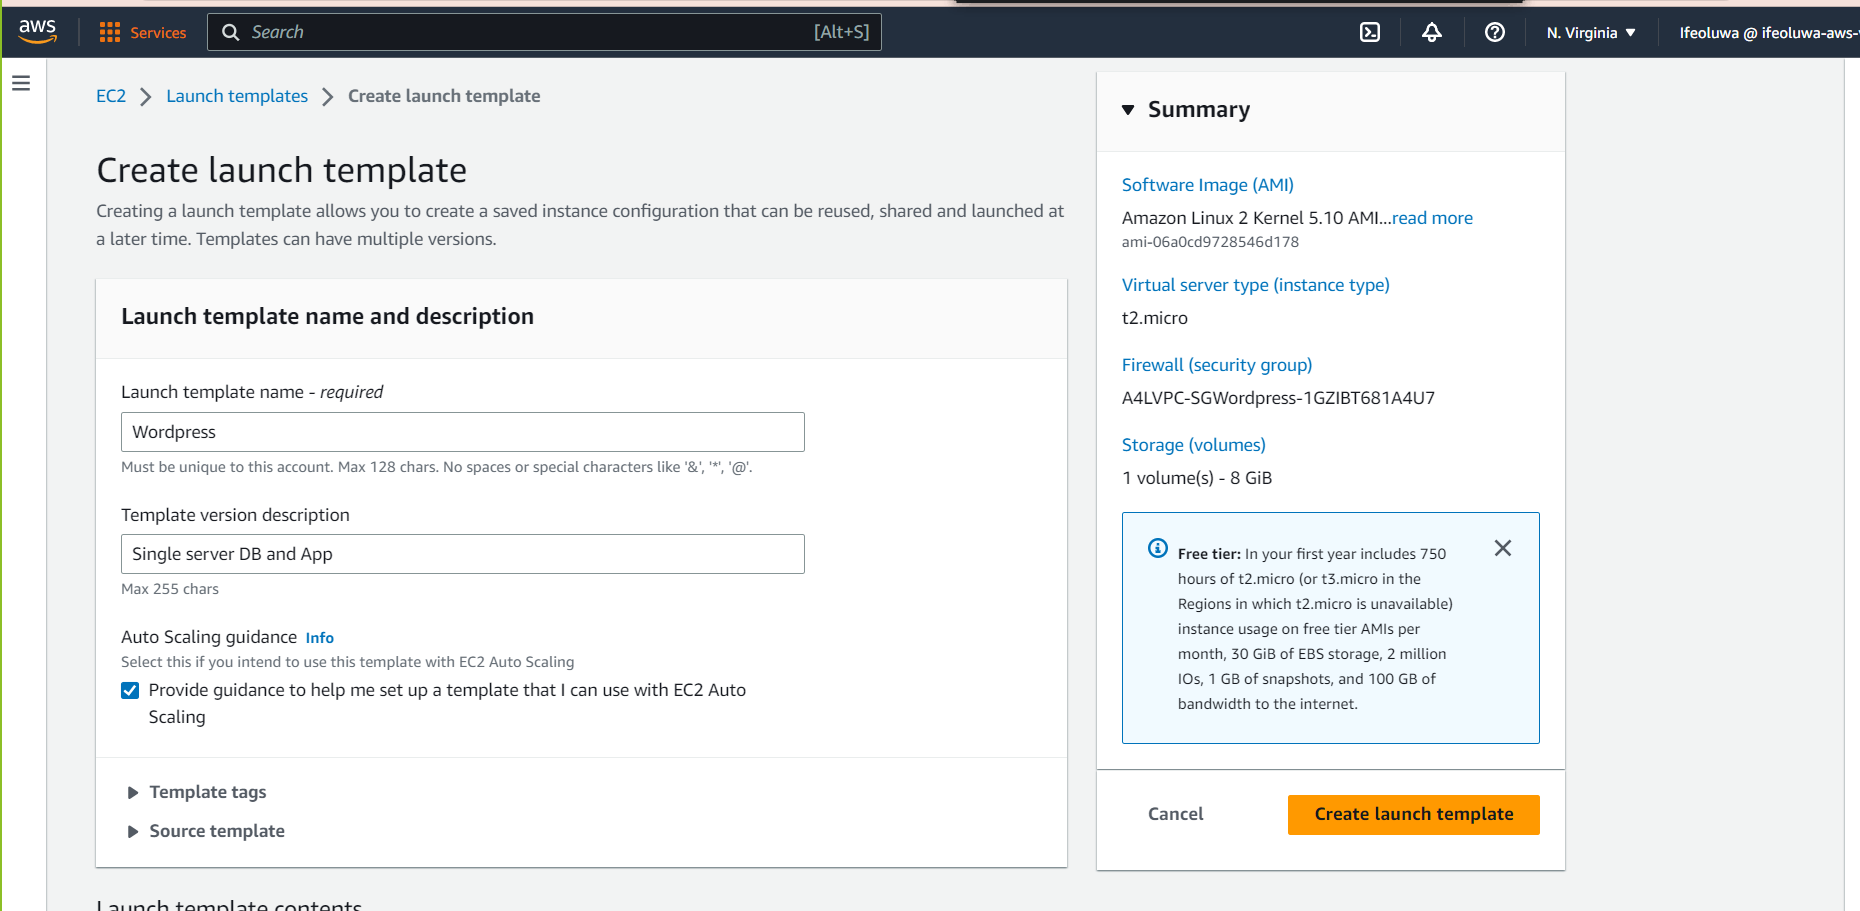 aws
Services
Search
[Alt+S]
N. Virginia
Ifeoluwa @ ifeoluwa-aws-
EC2
Launch templates
Create launch template
Create launch template
Creating a launch template allows you to create a saved instance configuration that can be reused, shared and launched at
a later time. Templates can have multiple versions.
Launch template name and description
Launch template name - required
Wordpress
Must be unique to this account. Max 128 chars. No spaces or special characters like '&', '*', '@'.
Template version description
Single server DB and App
Max 255 chars
Auto Scaling guidance Info
Select this if you intend to use this template with EC2 Auto Scaling
Provide guidance to help me set up a template that I can use with EC2 Auto
Scaling
Template tags
Source template
Launch template contents
Summary
Software Image (AMI)
Amazon Linux 2 Kernel 5.10 AMI...read more
ami-06a0cd9728546d178
Virtual server type (instance type)
t2.micro
Firewall (security group)
A4LVPC-SGWordpress-1GZIBT681A4U7
Storage (volumes)
1 volume(s) - 8 GiB
Free tier: In your first year includes 750
hours of t2.micro (or t3.micro in the
Regions in which t2.micro is unavailable)
instance usage on free tier AMIs per
month, 30 GiB of EBS storage, 2 million
IOs, 1 GB of snapshots, and 100 GB of
bandwidth to the internet.
Cancel
Create launch template